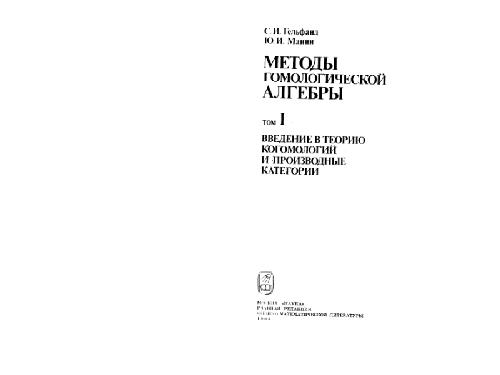 С.И. Гельфанд
Ю.И. Манин
МЕТОДЫ
ГОМОЛОГИЧЕСКОЙ
АЛГЕБРЫ
ТОМ I
ВВЕДЕНИЕ В ТЕОРИЮ
КОГОМОЛОГИЙ
И ПРОИЗВОДНЫЕ
КАТЕГОРИИ
МОСКВА «НАУКА»
ГЛАВНАЯ РЕДАКЦИЯ
ФИЗИКО-МАТЕМАТИЧЕСКОЙ ЛИТЕРАТУРЫ